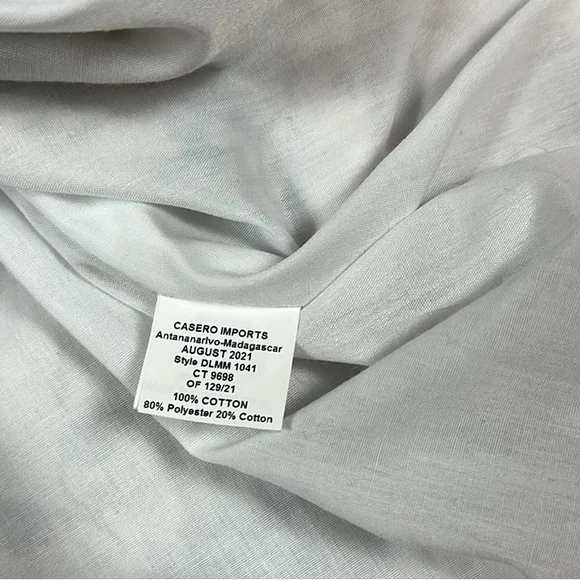 CASERO IMPORTS
Antananarivo-Madagascar
AUGUST 2021
Style DLMM 1041
CT 9698
OF 129/21
100% COTTON
80% Polyester 20% Cotton